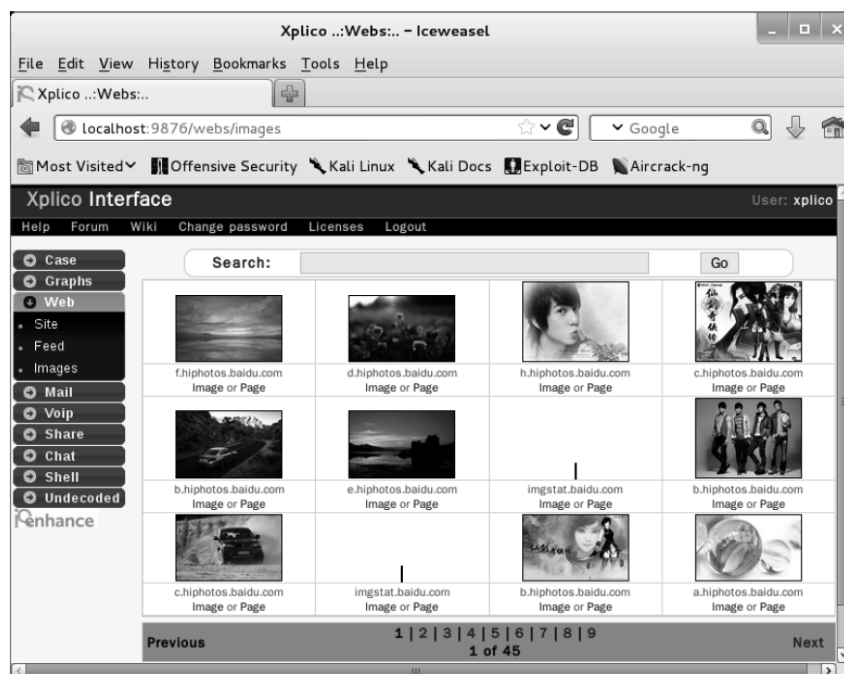 Xplico ..:Webs:.. – Iceweasel
File Edit View History Bookmarks Tools Help
Xplico ..:Webs:..
localhost:9876/webs/images
Google
Most Visited Offensive Security Kali Linux Kali Docs Exploit-DB Aircrack-ng
Xplico Interface User: xplico
Help Forum Wiki Change password Licenses Logout
Case
Graphs
Web
Site
Feed
Images
Mail
Voip
Share
Chat
Shell
Undecoded
enhance
Search: Go
f.hiphotos.baidu.com d.hiphotos.baidu.com h.hiphotos.baidu.com c.hiphotos.baidu.com
Image or Page Image or Page Image or Page Image or Page
b.hiphotos.baidu.com e.hiphotos.baidu.com imgstat.baidu.com b.hiphotos.baidu.com
Image or Page Image or Page Image or Page Image or Page
c.hiphotos.baidu.com imgstat.baidu.com b.hiphotos.baidu.com a.hiphotos.baidu.com
Image or Page Image or Page Image or Page Image or Page
Previous 1 | 2 | 3 | 4 | 5 | 6 | 7 | 8 | 9 Next
1 of 45